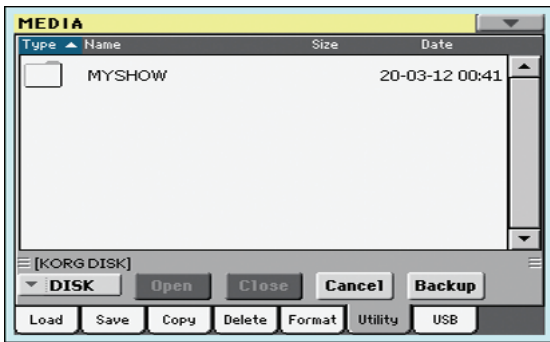 MEDIA
Type Name Size Date
MYSHOW 20-03-12 00:41
[KORG DISK]
DISK Open Close Cancel Backup
Load Save Copy Delete Format Utility USB